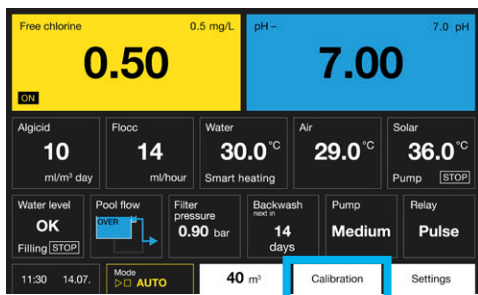 Free chlorine 0.5 mg/L
0.50
ON
pH – 7.0 pH
7.00
Algicid
10
ml/m³ day
Flocc
14
ml/hour
Water
30.0°C
Smart heating
Air
29.0°C
Solar
36.0°C
Pump STOP
Water level
OK
Filling STOP
Pool flow
OVER
Filter
pressure
0.90 bar
Backwash
next in
14
days
Pump
Medium
Relay
Pulse
11:30 14.07.
Mode
AUTO
40 m³
Calibration
Settings